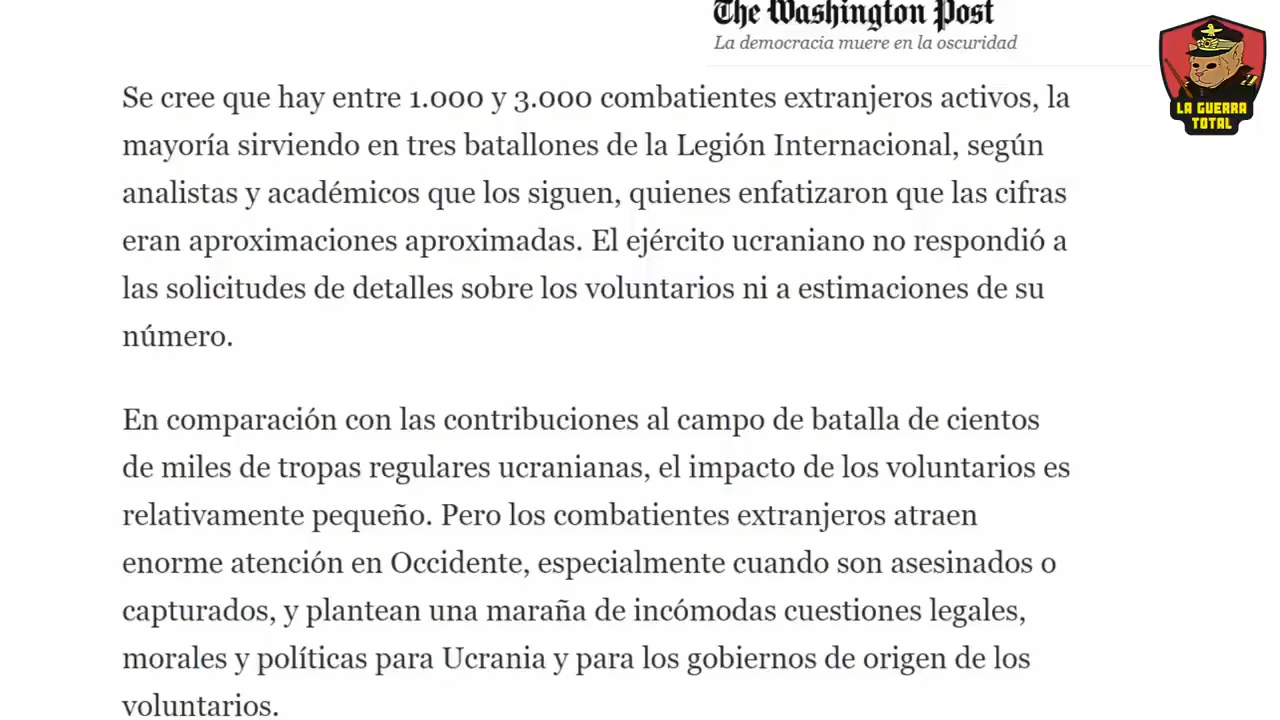 The Washington Post
La democracia muere en la oscuridad
LA GUERRA
TOTAL
Se cree que hay entre 1.000 y 3.000 combatientes extranjeros activos, la
mayoría sirviendo en tres batallones de la Legión Internacional, según
analistas y académicos que los siguen, quienes enfatizaron que las cifras
eran aproximaciones aproximadas. El ejército ucraniano no respondió a
las solicitudes de detalles sobre los voluntarios ni a estimaciones de su
número.
En comparación con las contribuciones al campo de batalla de cientos
de miles de tropas regulares ucranianas, el impacto de los voluntarios es
relativamente pequeño. Pero los combatientes extranjeros atraen
enorme atención en Occidente, especialmente cuando son asesinados o
capturados, y plantean una maraña de incómodas cuestiones legales,
morales y políticas para Ucrania y para los gobiernos de origen de los
voluntarios.